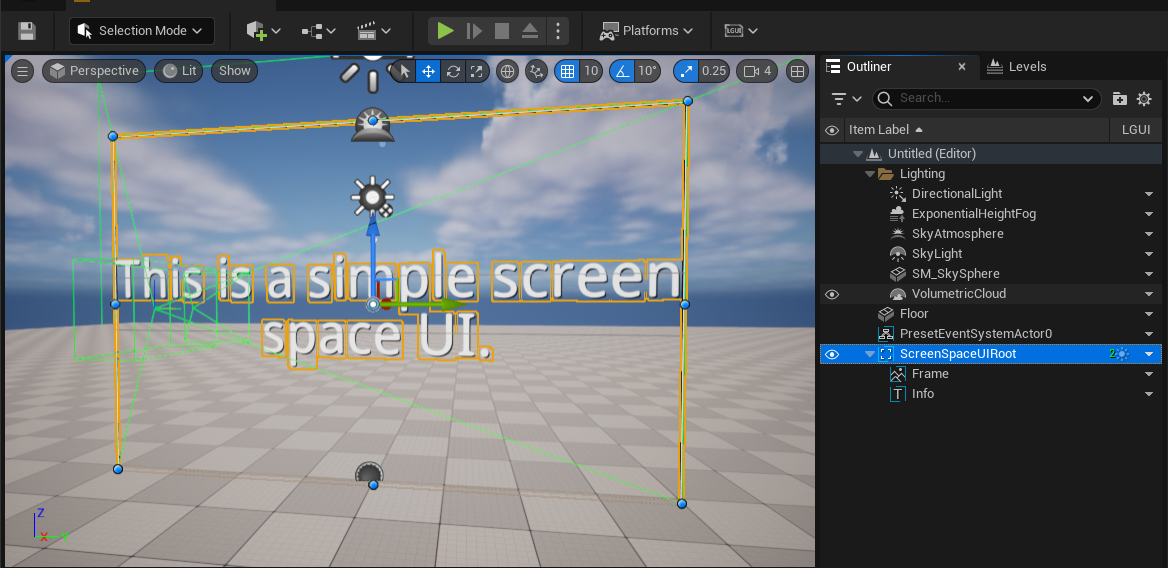 Selection Mode
Platforms
LGUI
Perspective
Lit
Show
10
10°
0.25
4
This is a simple screen
space UI.
Z
X
Y
Outliner
Levels
Search...
Item Label
LGUI
Untitled (Editor)
Lighting
DirectionalLight
ExponentialHeightFog
SkyAtmosphere
SkyLight
SM_SkySphere
VolumetricCloud
Floor
PresetEventSystemActor0
ScreenSpaceUIRoot
2
Frame
Info